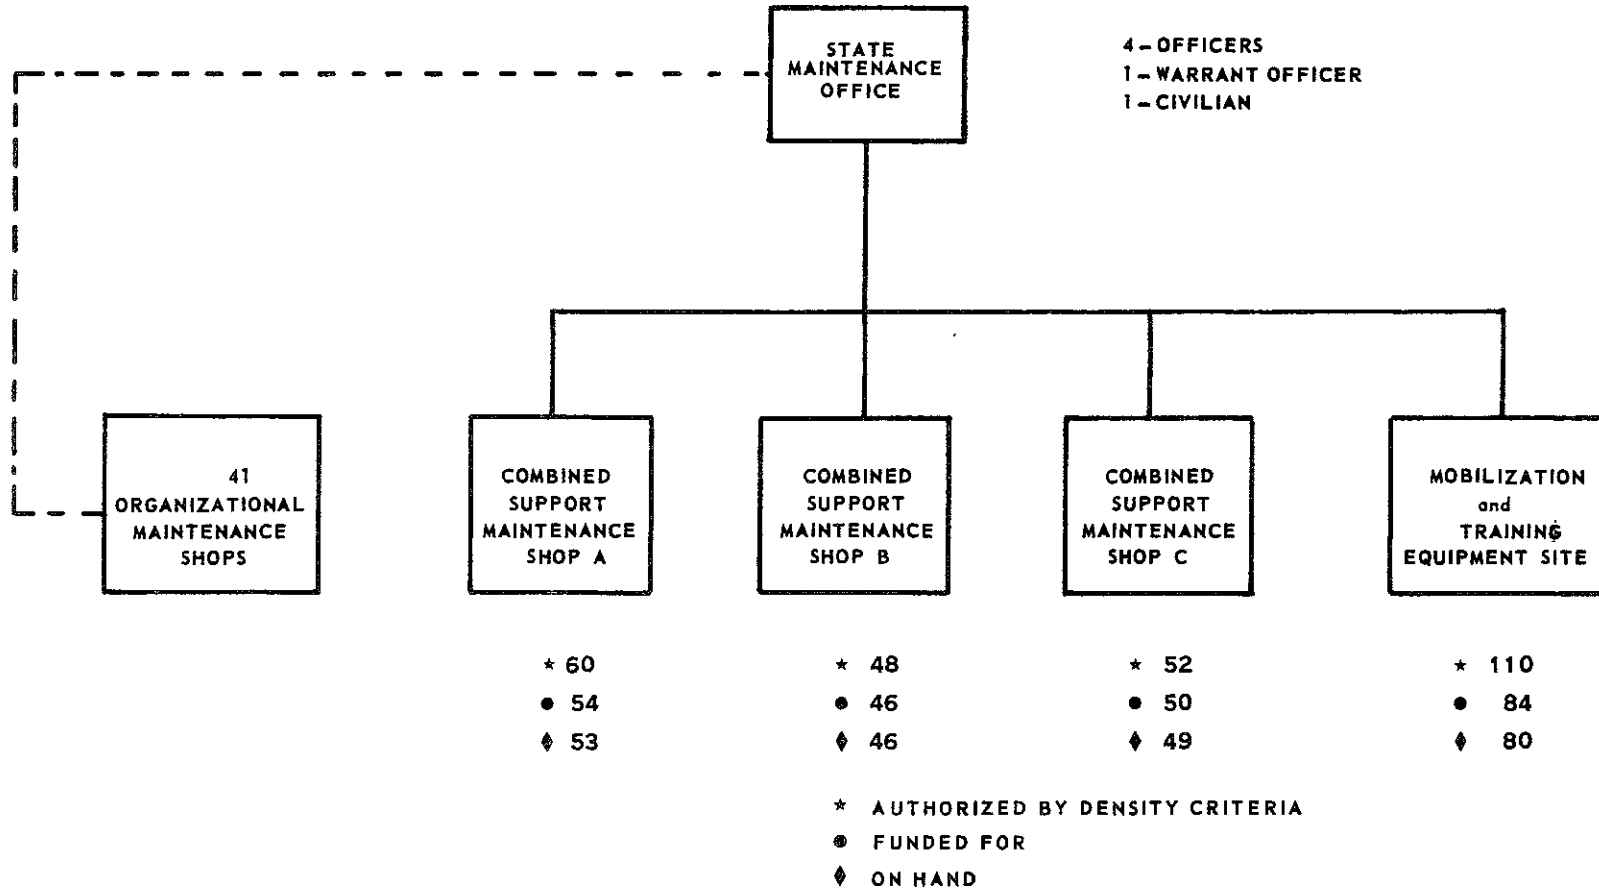 STATE
MAINTENANCE
OFFICE
4-OFFICERS
1-WARRANT OFFICER
1-CIVILIAN
41
ORGANIZATIONAL
MAINTENANCE
SHOPS
COMBINED
SUPPORT
MAINTENANCE
SHOP A
COMBINED
SUPPORT
MAINTENANCE
SHOP B
COMBINED
SUPPORT
MAINTENANCE
SHOP C
MOBILIZATION
and
TRAINING
EQUIPMENT SITE
★ 60
● 54
♦ 53
★ 48
● 46
♦ 46
★ 52
● 50
♦ 49
★ 110
● 84
♦ 80
★ AUTHORIZED BY DENSITY CRITERIA
● FUNDED FOR
♦ ON HAND